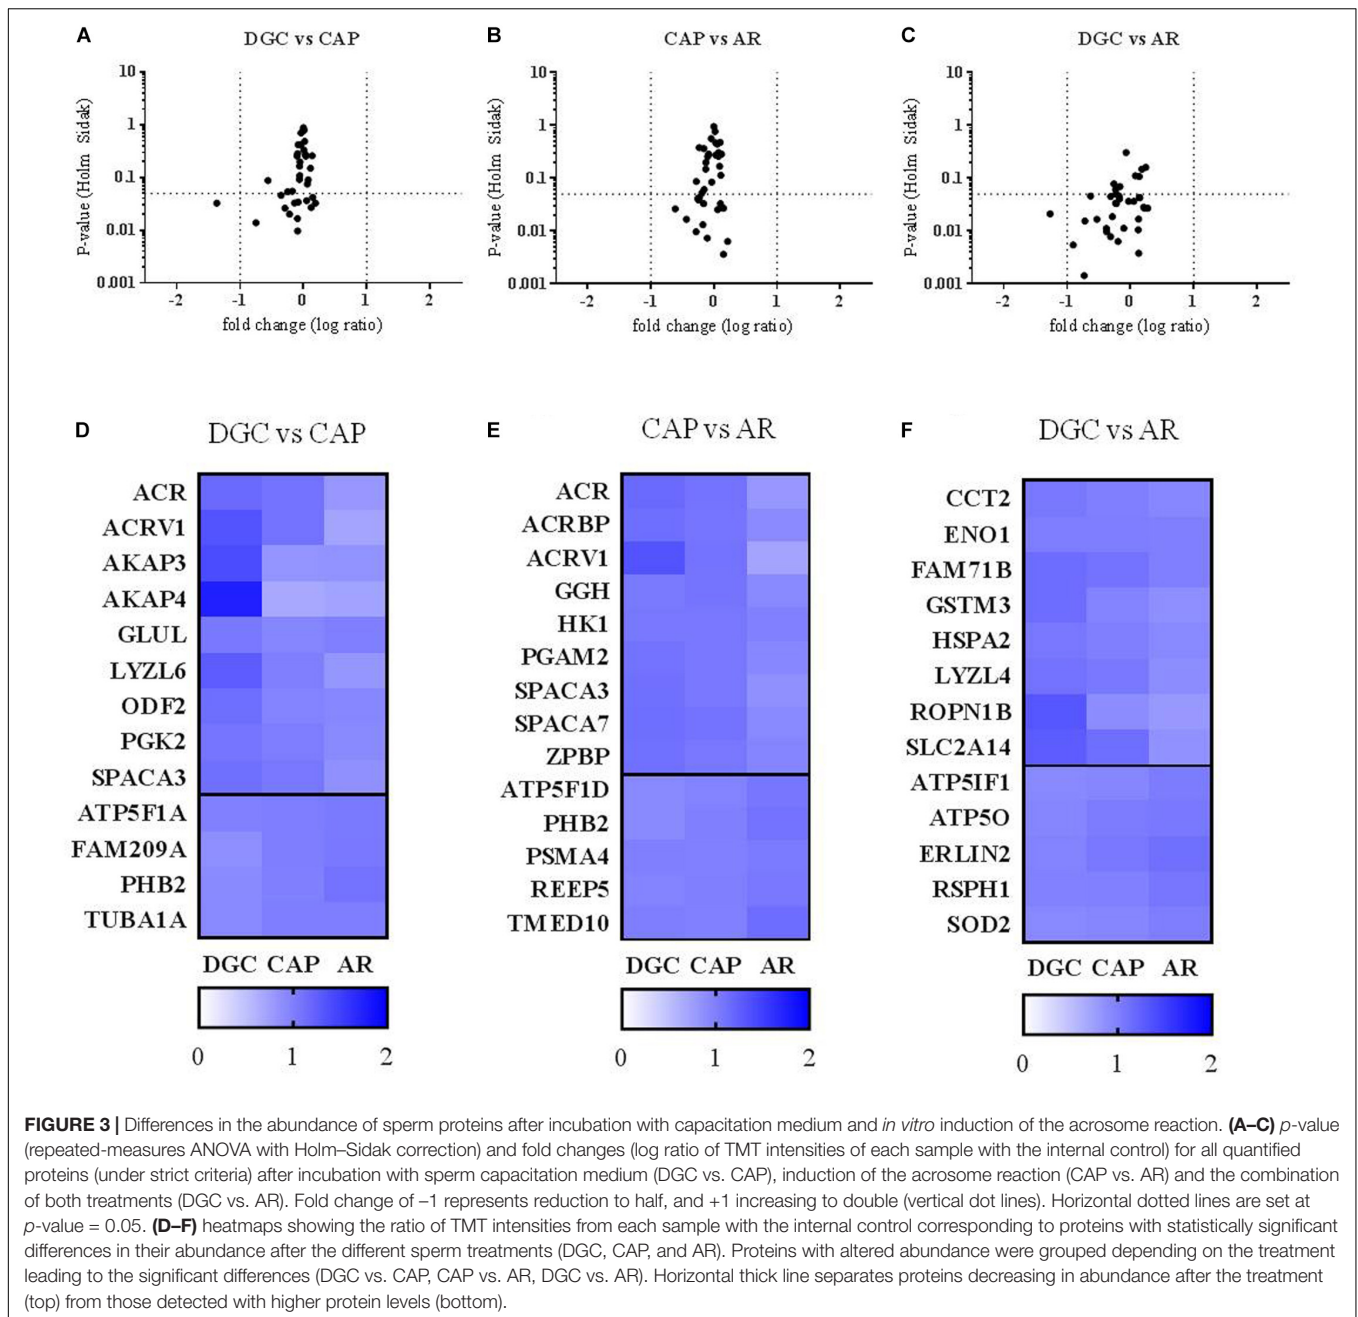 A
DGC vs CAP
10
1
0.1
0.01
0.001
P-value (Holm Sidak)
-2 -1 0 1 2
fold change (log ratio)
B
CAP vs AR
10
1
0.1
0.01
0.001
P-value (Holm Sidak)
-2 -1 0 1 2
fold change (log ratio)
C
DGC vs AR
10
1
0.1
0.01
0.001
P-value (Holm Sidak)
-2 -1 0 1 2
fold change (log ratio)
D
DGC vs CAP
ACR
ACRV1
AKAP3
AKAP4
GLUL
LYZL6
ODF2
PGK2
SPACA3
ATP5F1A
FAM209A
PHB2
TUBA1A
DGC CAP AR
0 1 2
E
CAP vs AR
ACR
ACRBP
ACRV1
GGH
HK1
PGAM2
SPACA3
SPACA7
ZPBP
ATP5F1D
PHB2
PSMA4
REEP5
TMED10
DGC CAP AR
0 1 2
F
DGC vs AR
CCT2
ENO1
FAM71B
GSTM3
HSPA2
LYZL4
ROPN1B
SLC2A14
ATP5IF1
ATP5O
ERLIN2
RSPH1
SOD2
DGC CAP AR
0 1 2
FIGURE 3 | Differences in the abundance of sperm proteins after incubation with capacitation medium and in vitro induction of the acrosome reaction. (A–C) p-value
(repeated-measures ANOVA with Holm–Sidak correction) and fold changes (log ratio of TMT intensities of each sample with the internal control) for all quantified
proteins (under strict criteria) after incubation with sperm capacitation medium (DGC vs. CAP), induction of the acrosome reaction (CAP vs. AR) and the combination
of both treatments (DGC vs. AR). Fold change of –1 represents reduction to half, and +1 increasing to double (vertical dot lines). Horizontal dotted lines are set at
p-value = 0.05. (D–F) heatmaps showing the ratio of TMT intensities from each sample with the internal control corresponding to proteins with statistically significant
differences in their abundance after the different sperm treatments (DGC, CAP, and AR). Proteins with altered abundance were grouped depending on the treatment
leading to the significant differences (DGC vs. CAP, CAP vs. AR, DGC vs. AR). Horizontal thick line separates proteins decreasing in abundance after the treatment
(top) from those detected with higher protein levels (bottom).